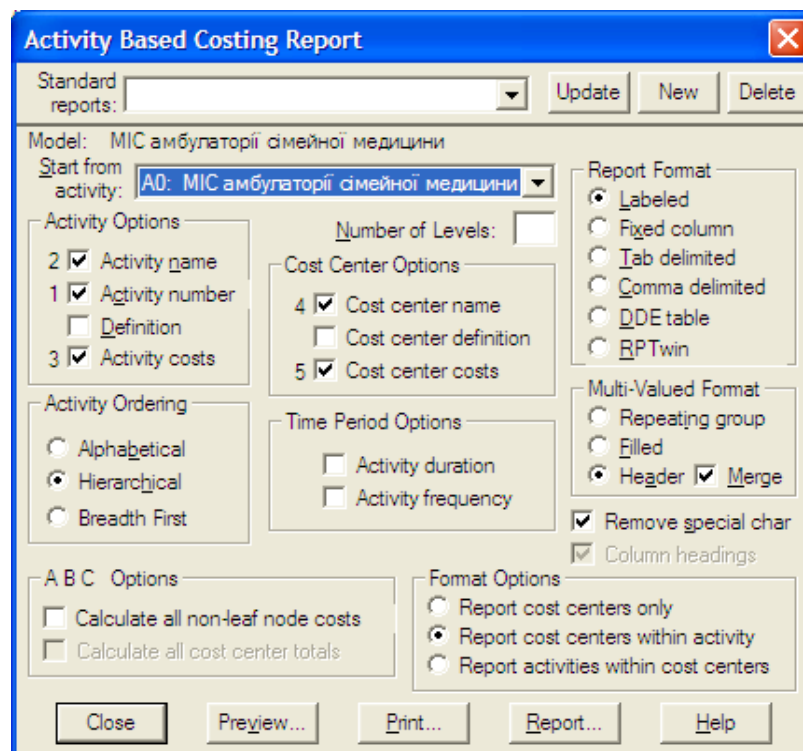 Activity Based Costing Report
Standard reports:
Update New Delete
Model: МІС амбулаторії сімейної медицини
Start from activity: A0: МІС амбулаторії сімейної медицини
Number of Levels:
Activity Options
2 Activity name
1 Activity number
Definition
3 Activity costs
Cost Center Options
4 Cost center name
Cost center definition
5 Cost center costs
Report Format
Labeled
Fixed column
Tab delimited
Comma delimited
DDE table
RPTwin
Activity Ordering
Alphabetical
Hierarchical
Breadth First
Time Period Options
Activity duration
Activity frequency
Multi-Valued Format
Repeating group
Filled
Header Merge
Remove special char
Column headings
A B C Options
Calculate all non-leaf node costs
Calculate all cost center totals
Format Options
Report cost centers only
Report cost centers within activity
Report activities within cost centers
Close Preview... Print... Report... Help